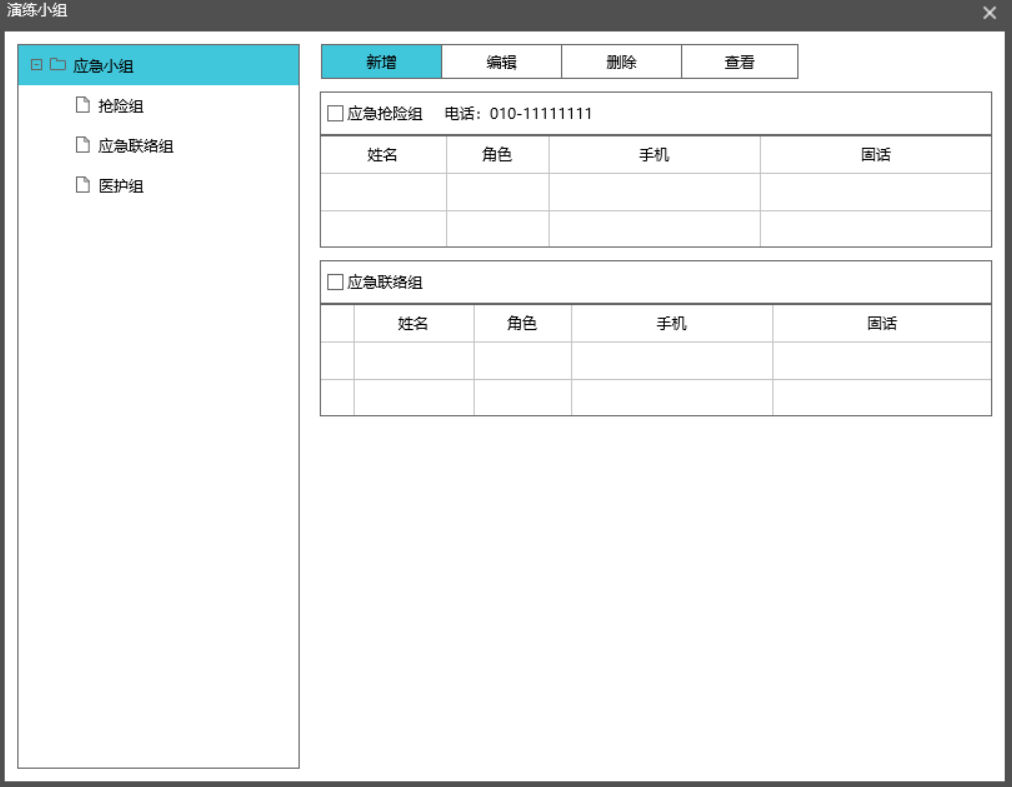 演练小组
应急小组
抢险组
应急联络组
医护组
新增 编辑 删除 查看
应急抢险组 电话：010-11111111
姓名 角色 手机 固话
应急联络组
姓名 角色 手机 固话